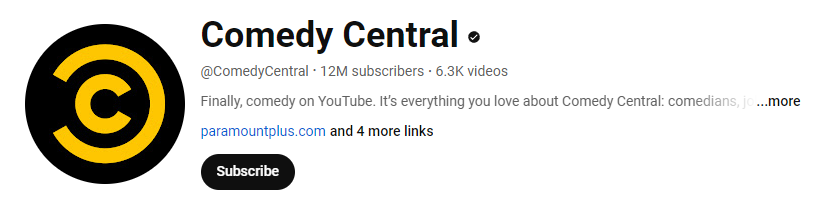 Comedy Central
@ComedyCentral · 12M subscribers · 6.3K videos
Finally, comedy on YouTube. It's everything you love about Comedy Central: comedians, ...more
paramountplus.com and 4 more links
Subscribe